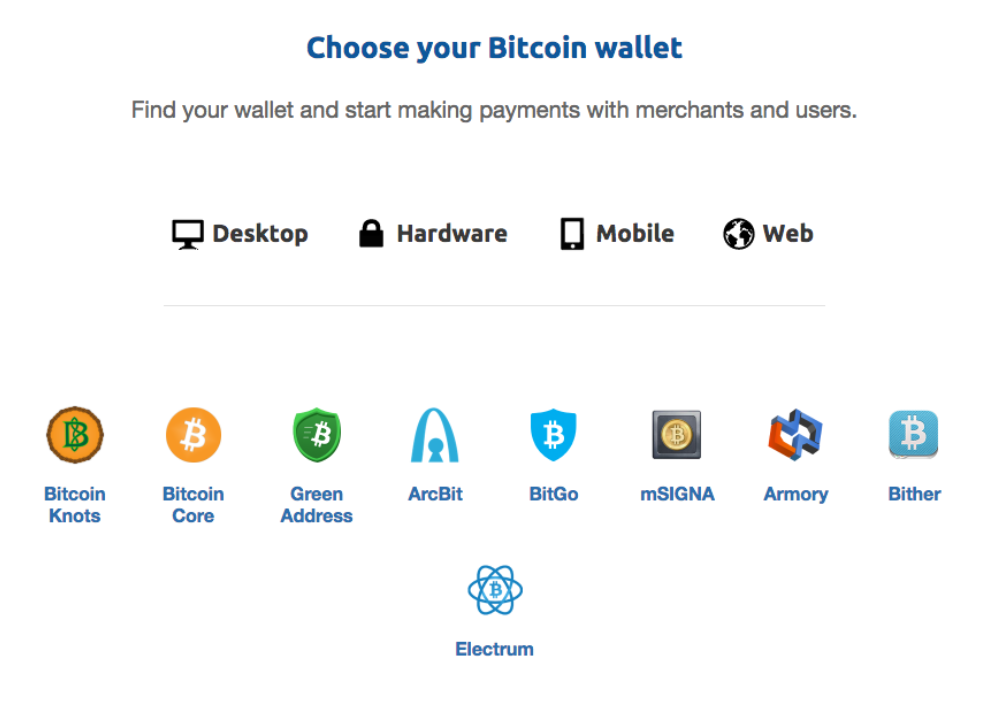 Choose your Bitcoin wallet
Find your wallet and start making payments with merchants and users.
Desktop Hardware Mobile Web
Bitcoin Knots
Bitcoin Core
Green Address
ArcBit
BitGo
mSIGNA
Armory
Bither
Electrum